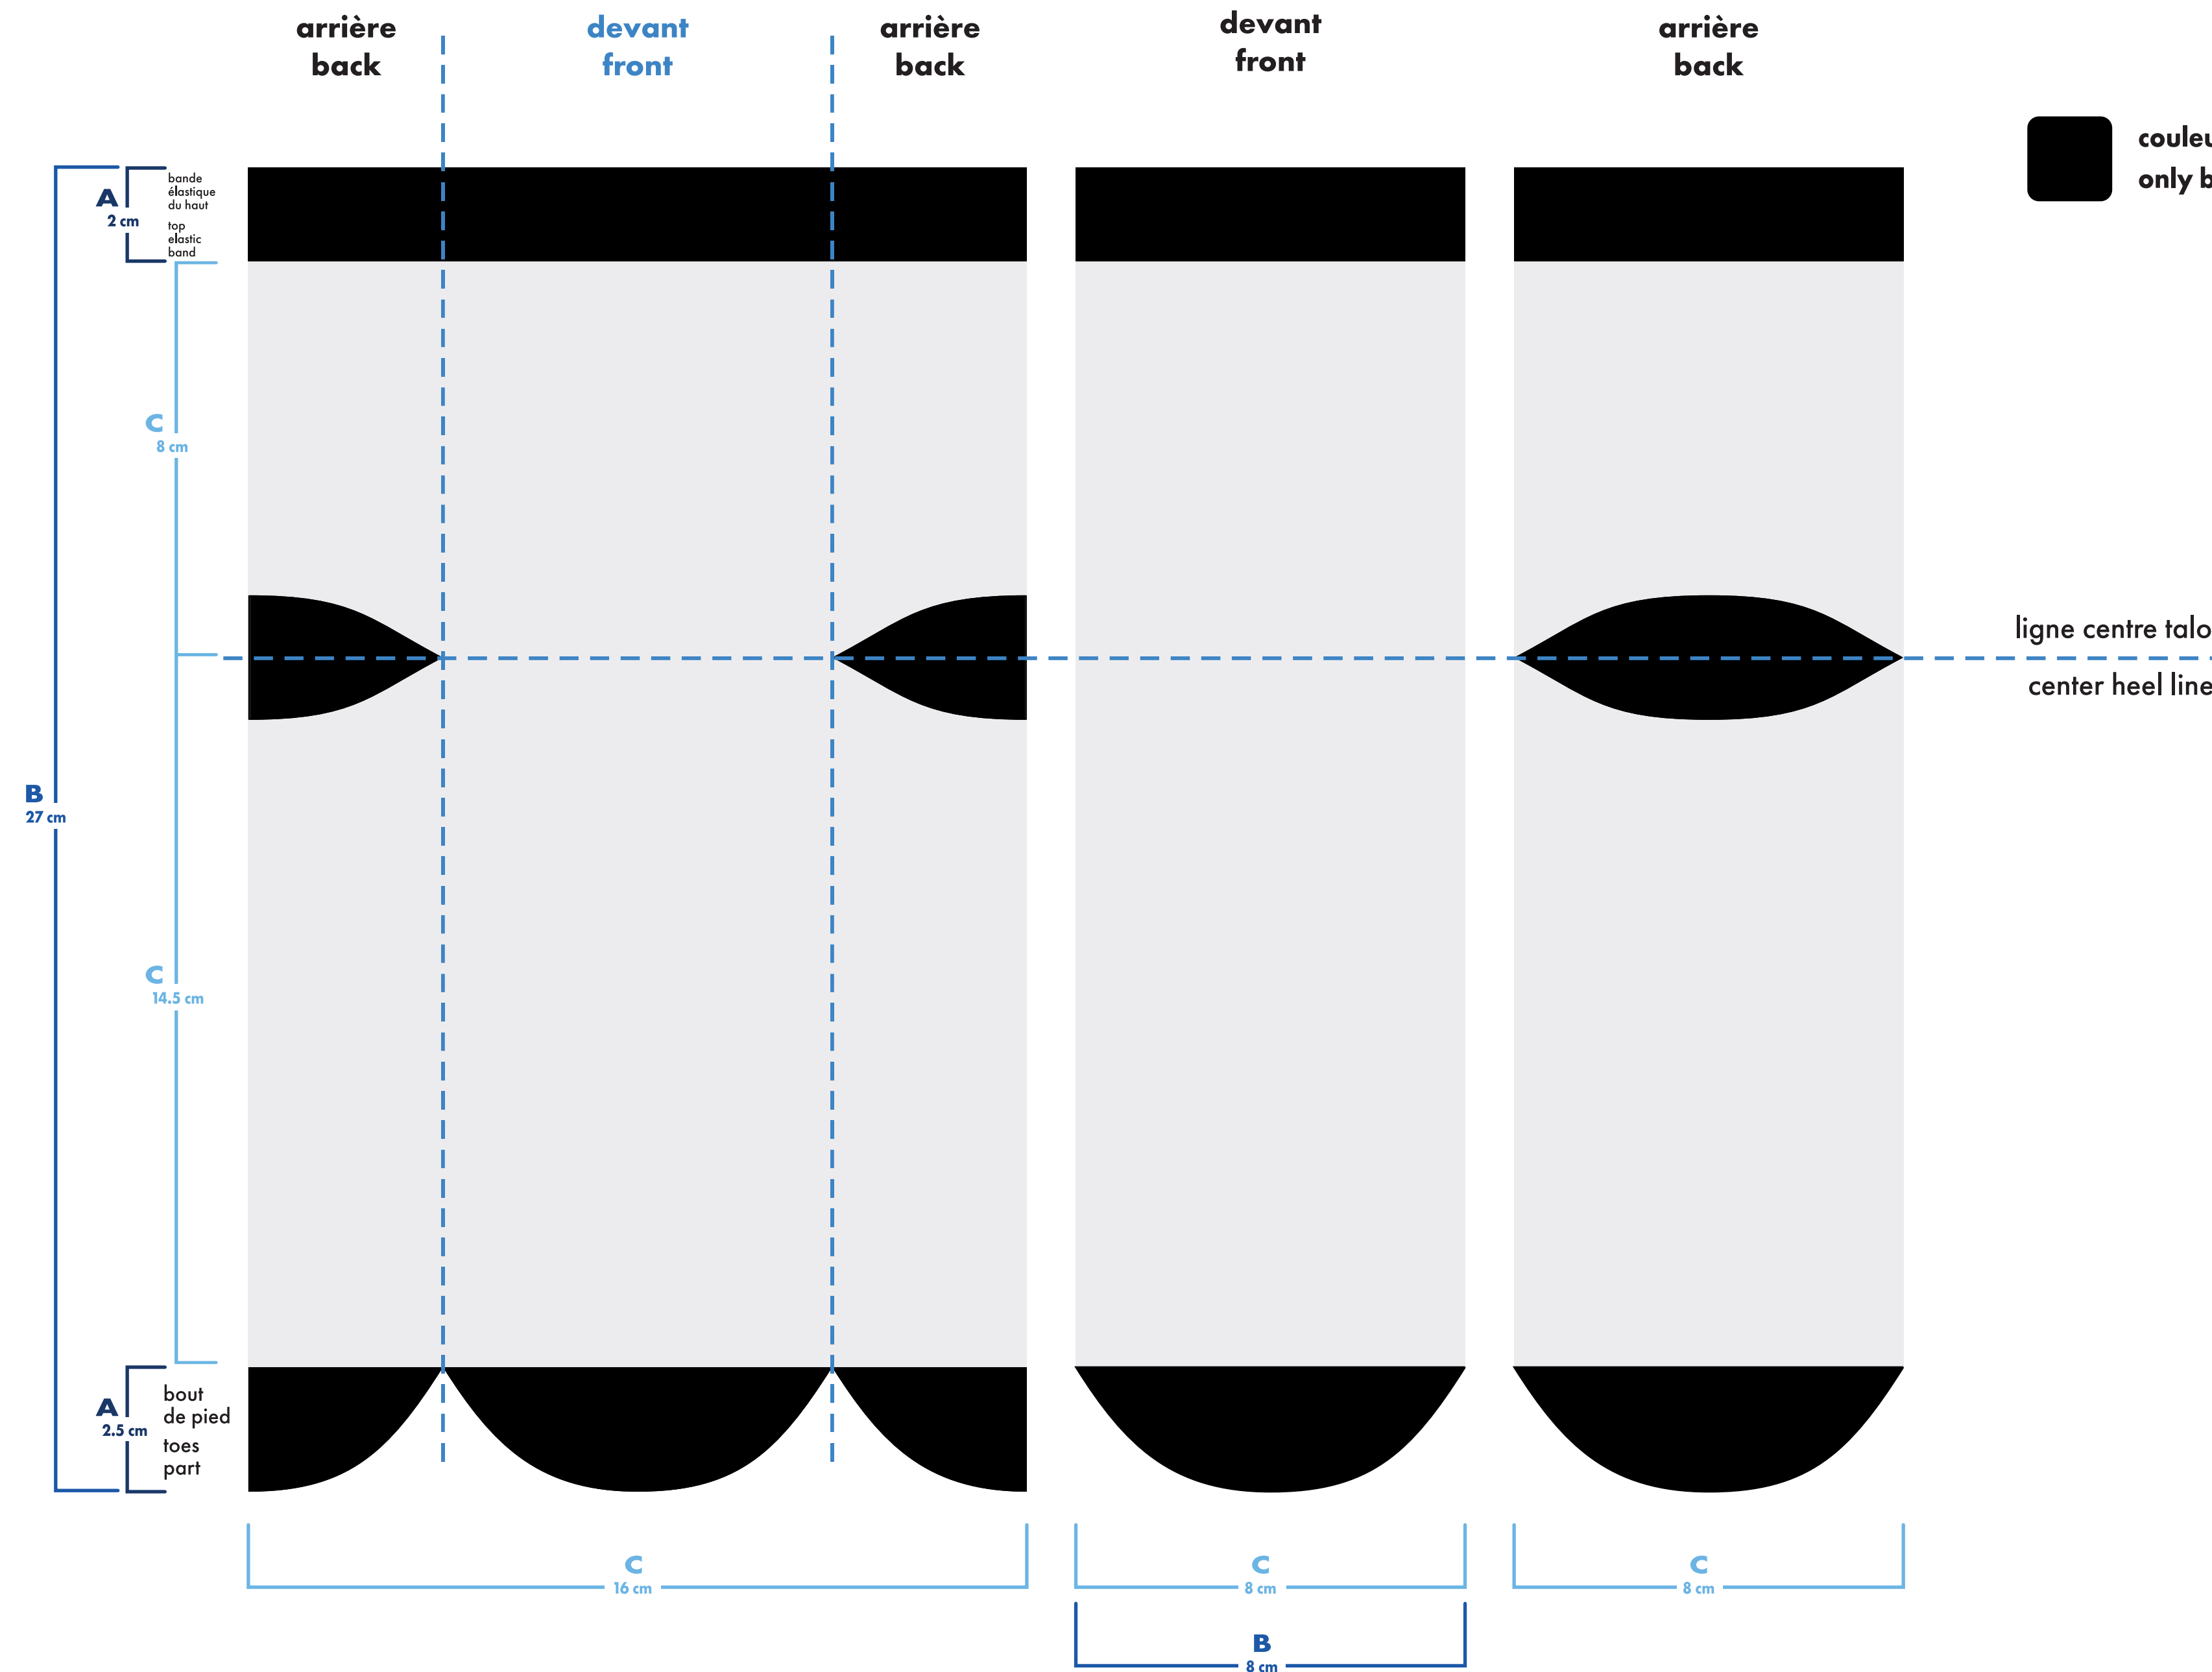 arrière
back
devant
front
arrière
back
devant
front
arrière
back
only
A
2 cm
bande
élastique
du haut
top
elastic
band
C
8 cm
ligne centre
center heel line
B
27 cm
C
14.5 cm
A
2.5 cm
bout
de pied
toes
part
C
16 cm
C
8 cm
C
8 cm
B
8 cm